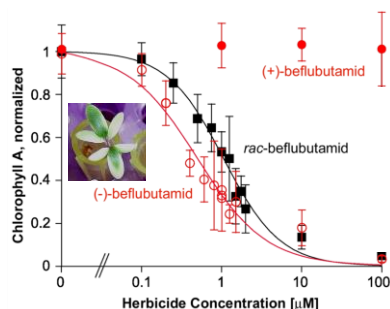 Chlorophyll A, normalized
1
0.8
0.6
0.4
0.2
0
(+)-beflubutamid
rac-beflubutamid
(-)-beflubutamid
0 0.1 1 10 100
Herbicide Concentration [µM]